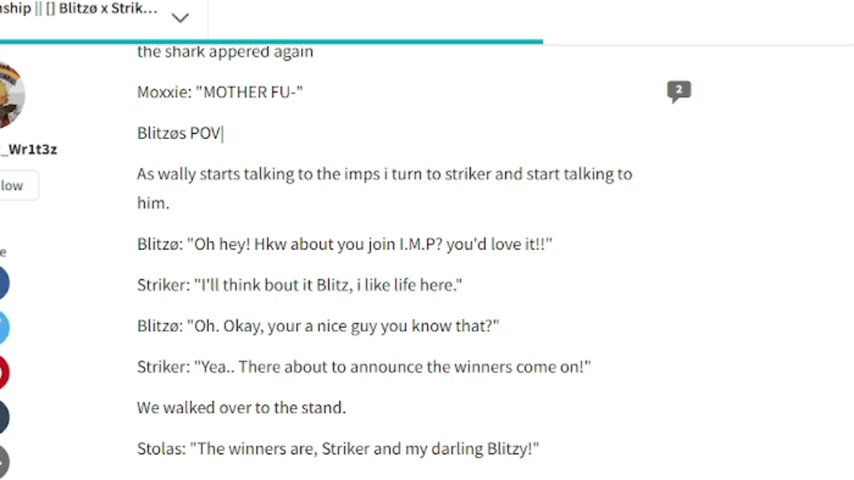 nship || [] Blitzø x Strik...
the shark appered again
Moxxie: "MOTHER FU-"
2
Blitzøs POV|
_Wr1t3z
As wally starts talking to the imps i turn to striker and start talking to
low
him.
e
Blitzø: "Oh hey! Hkw about you join I.M.P? you'd love it!!"
Striker: "I'll think bout it Blitz, i like life here."
Blitzø: "Oh. Okay, your a nice guy you know that?"
Striker: "Yea.. There about to announce the winners come on!"
We walked over to the stand.
Stolas: "The winners are, Striker and my darling Blitzy!"